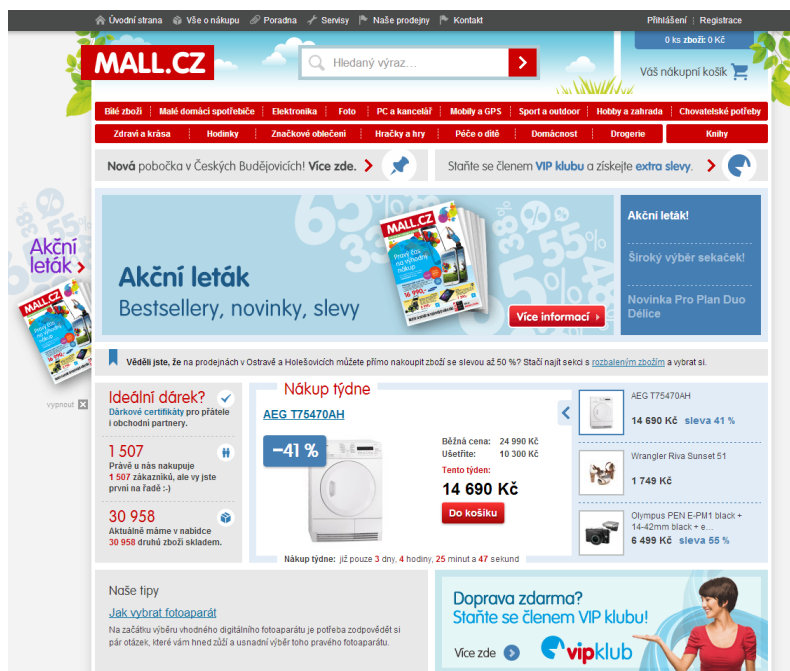 Úvodní strana Vše o nákupu Poradna Servisy Naše prodejny Kontakt Přihlášení Registrace
0 ks zboží: 0 Kč
MALL.CZ
Hledaný výraz...
Váš nákupní košík
Bílé zboží Malé domácí spotřebiče Elektronika Foto PC a kancelář Mobily a GPS Sport a outdoor Hobby a zahrada Chovatelské potřeby
Zdraví a krása Hodinky Značkové oblečení Hračky a hry Péče o dítě Domácnost Drogerie Knihy
Nová pobočka v Českých Budějovicích! Více zde.
Staňte se členem VIP klubu a získejte extra slevy.
Akční
leták
MALL.CZ
vypnout
Akční leták
Bestsellery, novinky, slevy
MALL.CZ
Pravý čas
na výhodný
nákup
16 990,-
Více informací
Akční leták!
Široký výběr sekaček!
Novinka Pro Plan Duo
Délice
Věděli jste, že na prodejnách v Ostravě a Holešovicích můžete přímo nakoupit zboží se slevou až 50 %? Stačí najít sekci s rozbaleným zbožím a vybrat si.
Ideální dárek?
Dárkové certifikáty pro přátele
i obchodní partnery.
1 507
Právě u nás nakupuje
1 507 zákazníků, ale vy jste
první na řadě :-)
30 958
Aktuálně máme v nabídce
30 958 druhů zboží skladem.
Nákup týdne
AEG T75470AH
−41 %
Běžná cena: 24 990 Kč
Ušetříte: 10 300 Kč
Tento týden:
14 690 Kč
Do košíku
Nákup týdne: již pouze 3 dny, 4 hodiny, 25 minut a 47 sekund
AEG T75470AH
14 690 Kč sleva 41 %
Wrangler Riva Sunset 51
1 749 Kč
Olympus PEN E-PM1 black +
14-42mm black + e...
6 499 Kč sleva 55 %
Naše tipy
Jak vybrat fotoaparát
Na začátku výběru vhodného digitálního fotoaparátu je potřeba zodpovědět si
pár otázek, které vám hned zúží a usnadní výběr toho pravého fotoaparátu.
Doprava zdarma?
Staňte se členem VIP klubu!
Více zde
vipklub